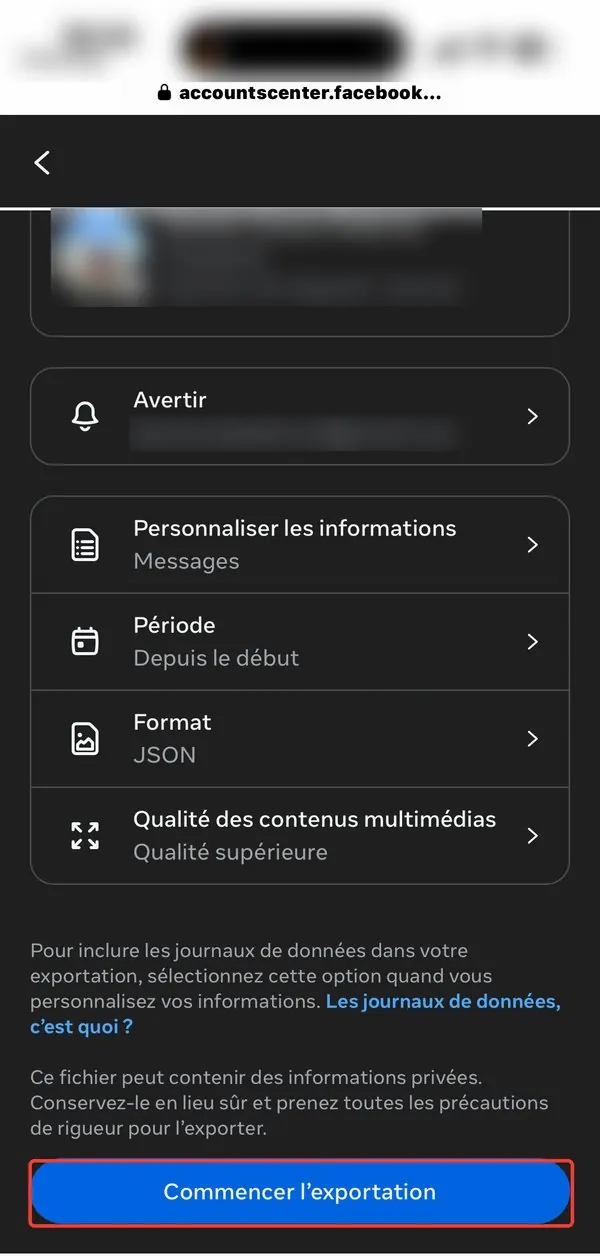 accountscenter.facebook...
Avertir
Personnaliser les informations
Messages
Période
Depuis le début
Format
JSON
Qualité des contenus multimédias
Qualité supérieure
Pour inclure les journaux de données dans votre
exportation, sélectionnez cette option quand vous
personnalisez vos informations. Les journaux de données,
c’est quoi ?
Ce fichier peut contenir des informations privées.
Conservez-le en lieu sûr et prenez toutes les précautions
de rigueur pour l’exporter.
Commencer l’exportation